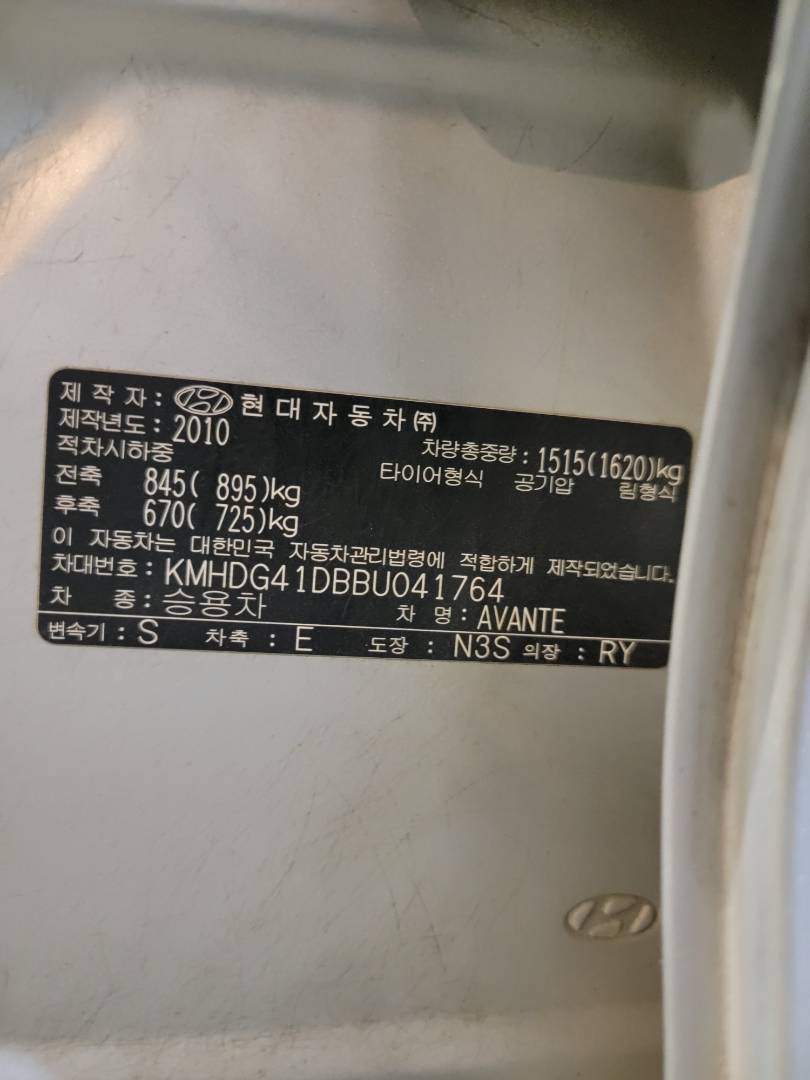 제 작 자 : 현대자동차㈜
제작년도 : 2010
적차시하중 차량총중량 : 1515(1620)kg
전축 845( 895)kg 타이어형식 공기압 림형식
후축 670( 725)kg
이 자동차는 대한민국 자동차관리법령에 적합하게 제작되었습니다.
차대번호 : KMHDG41DBBU041764
차 종 : 승용차 차 명 : AVANTE
변속기 : S 차축 : E 도장 : N3S 의장 : RY